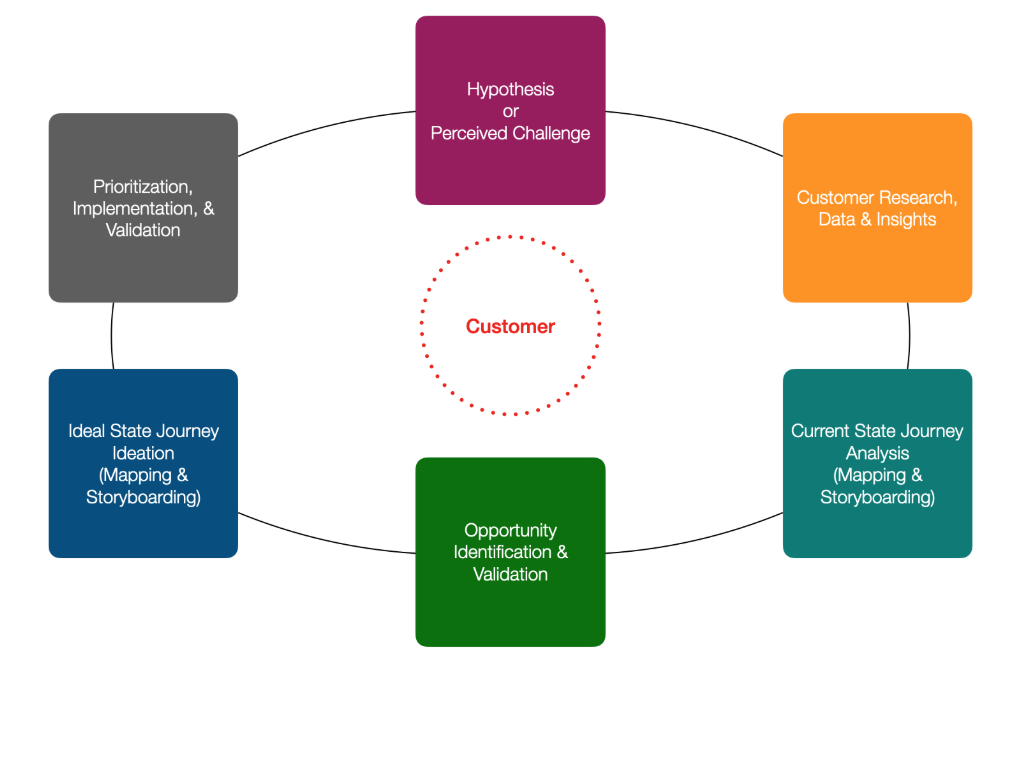 Hypothesis
or
Perceived Challenge
Customer Research,
Data & Insights
Current State Journey
Analysis
(Mapping &
Storyboarding)
Opportunity
Identification &
Validation
Ideal State Journey
Ideation
(Mapping &
Storyboarding)
Prioritization,
Implementation, &
Validation
Customer